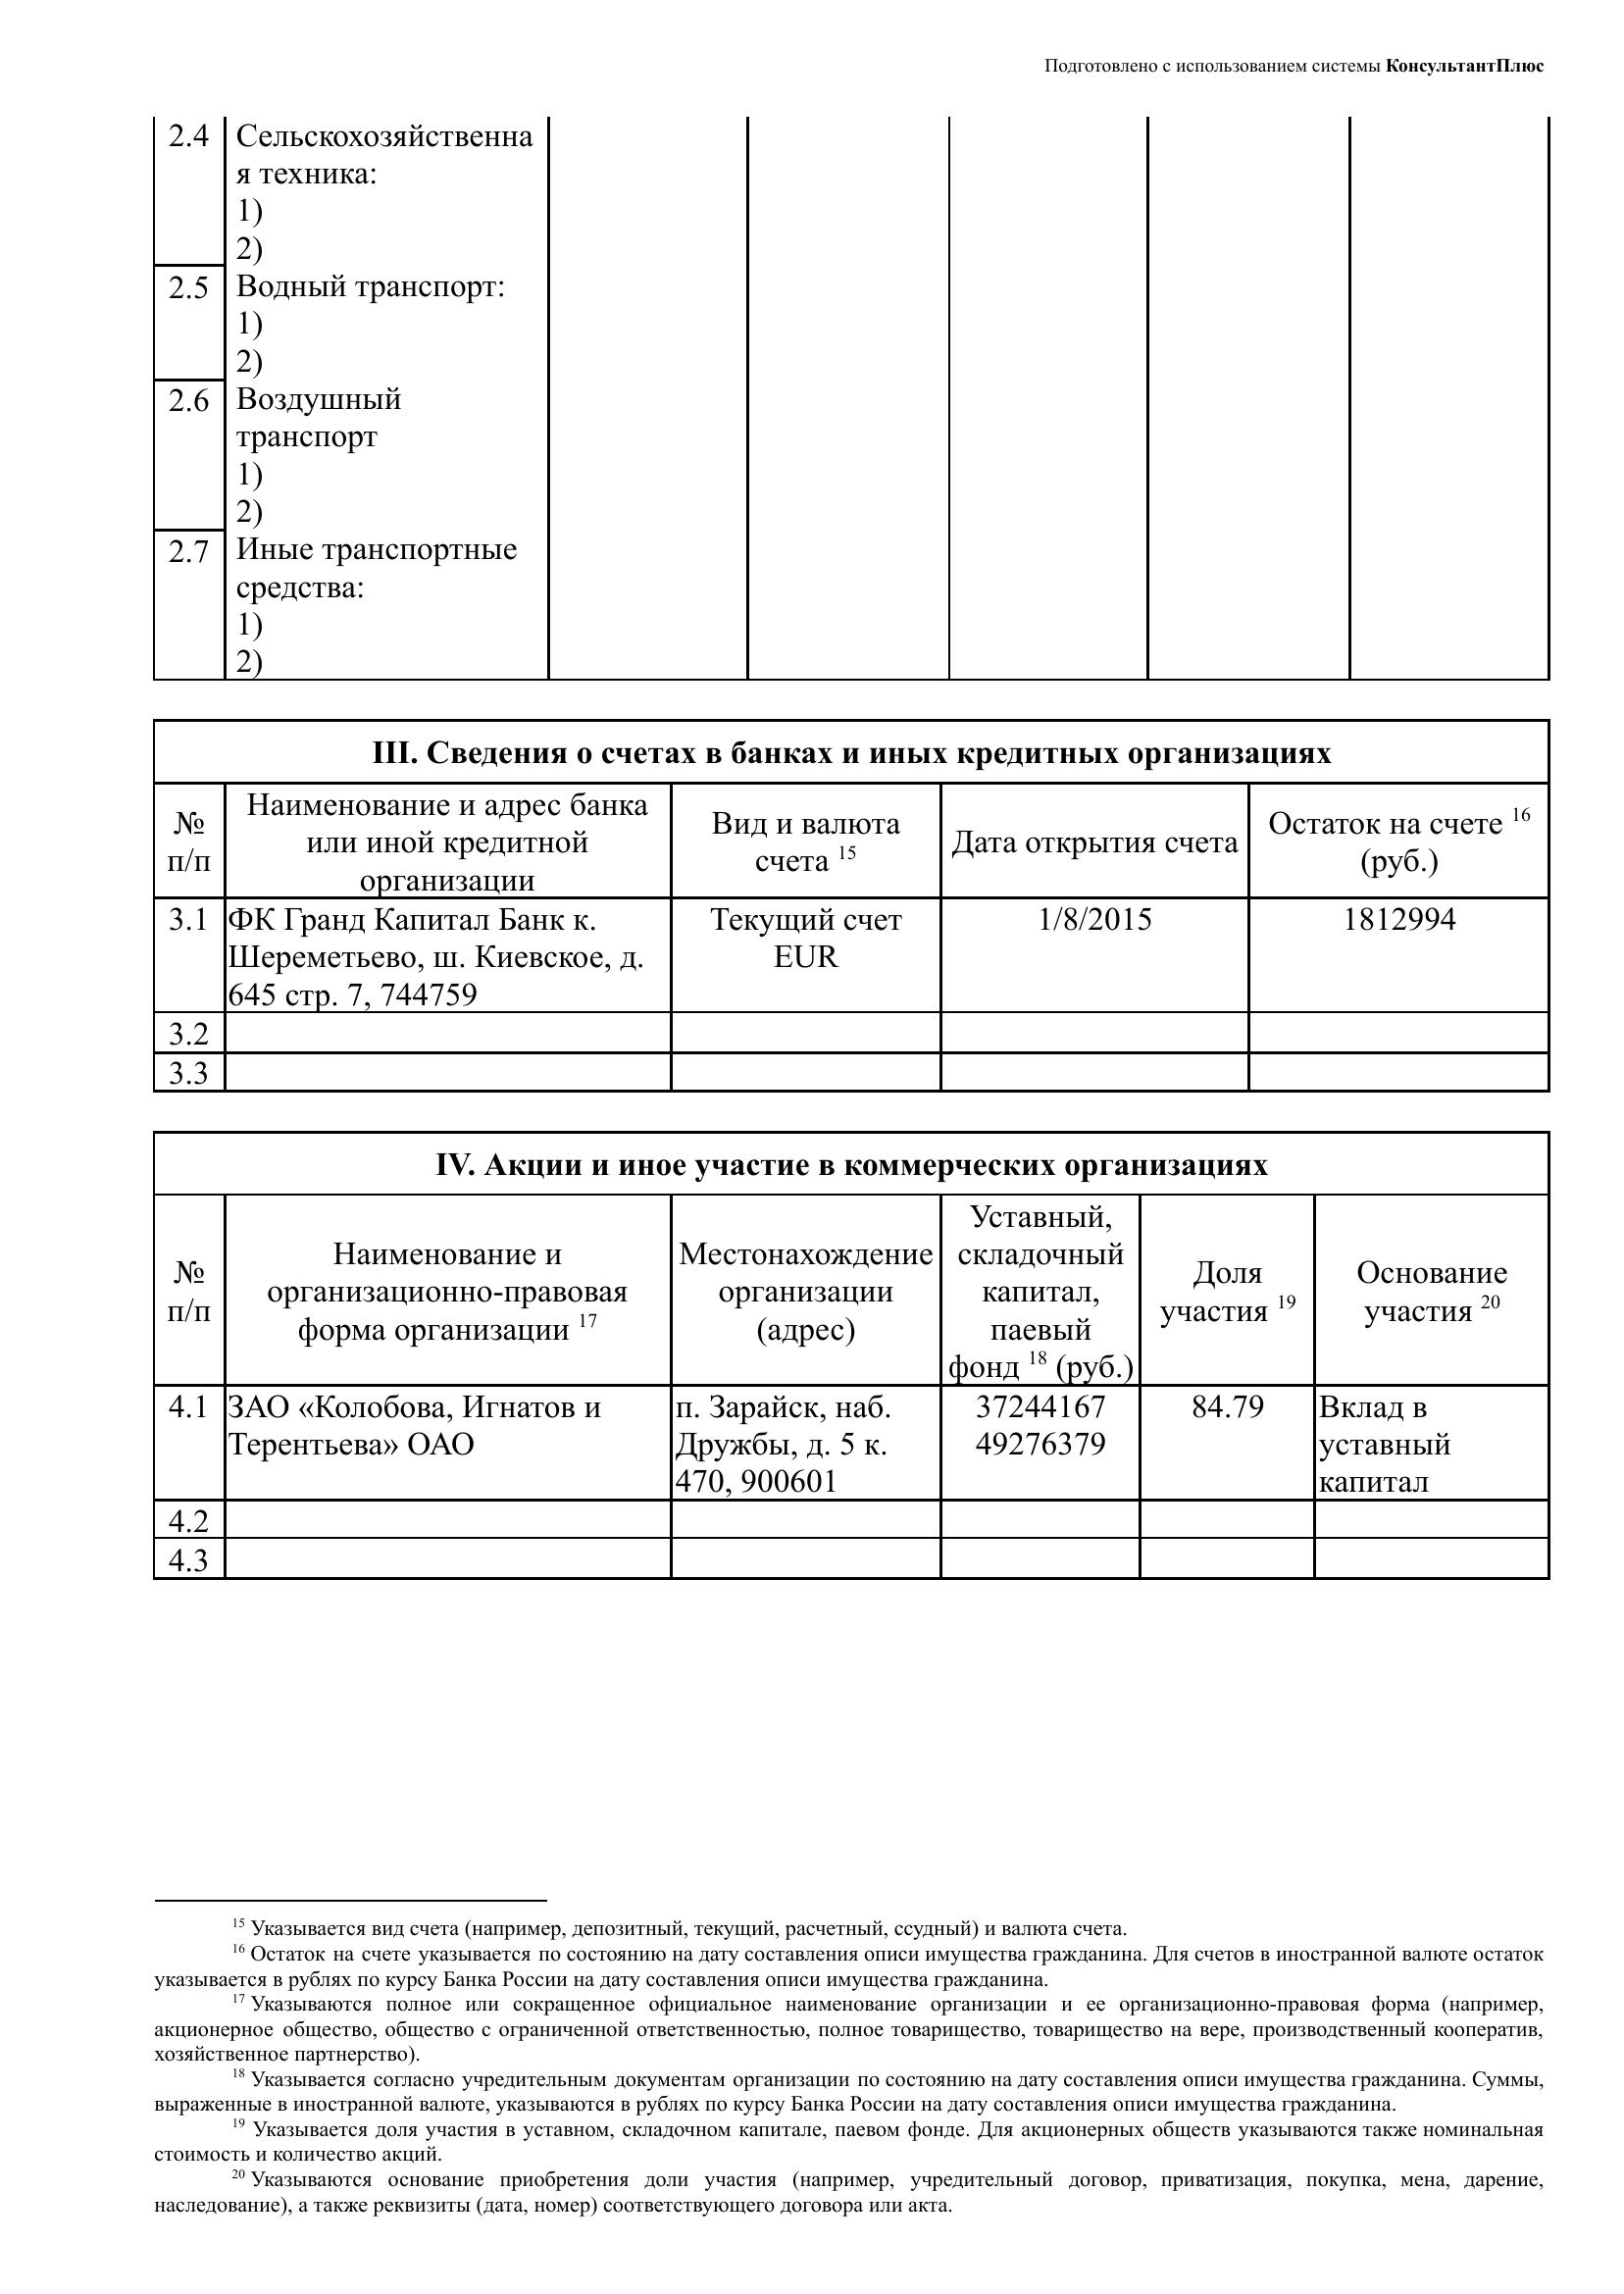 Подготовлено с использованием системы КонсультантПлюс
2.4 Сельскохозяйственна
я техника:
1)
2)
2.5 Водный транспорт:
1)
2)
2.6 Воздушный
транспорт
1)
2)
2.7 Иные транспортные
средства:
1)
2)
III. Сведения о счетах в банках и иных кредитных организациях
№
п/п
Наименование и адрес банка
или иной кредитной
организации
Вид и валюта
счета 15
Дата открытия счета
Остаток на счете 16
(руб.)
3.1
ФК Гранд Капитал Банк к.
Шереметьево, ш. Киевское, д.
645 стр. 7, 744759
Текущий счет
EUR
1/8/2015
1812994
3.2
3.3
IV. Акции и иное участие в коммерческих организациях
№
п/п
Наименование и
организационно-правовая
форма организации 17
Местонахождение
организации
(адрес)
Уставный,
складочный
капитал,
паевый
фонд 18 (руб.)
Доля
участия 19
Основание
участия 20
4.1
ЗАО «Колобова, Игнатов и
Терентьева» ОАО
п. Зарайск, наб.
Дружбы, д. 5 к.
470, 900601
37244167
49276379
84.79
Вклад в
уставный
капитал
4.2
4.3
15 Указывается вид счета (например, депозитный, текущий, расчетный, ссудный) и валюта счета.
16 Остаток на счете указывается по состоянию на дату составления описи имущества гражданина. Для счетов в иностранной валюте остаток
указывается в рублях по курсу Банка России на дату составления описи имущества гражданина.
17 Указываются полное или сокращенное официальное наименование организации и ее организационно-правовая форма (например,
акционерное общество, общество с ограниченной ответственностью, полное товарищество, товарищество на вере, производственный кооператив,
хозяйственное партнерство).
18 Указывается согласно учредительным документам организации по состоянию на дату составления описи имущества гражданина. Суммы,
выраженные в иностранной валюте, указываются в рублях по курсу Банка России на дату составления описи имущества гражданина.
19 Указывается доля участия в уставном, складочном капитале, паевом фонде. Для акционерных обществ указываются также номинальная
стоимость и количество акций.
20 Указываются основание приобретения доли участия (например, учредительный договор, приватизация, покупка, мена, дарение,
наследование), а также реквизиты (дата, номер) соответствующего договора или акта.